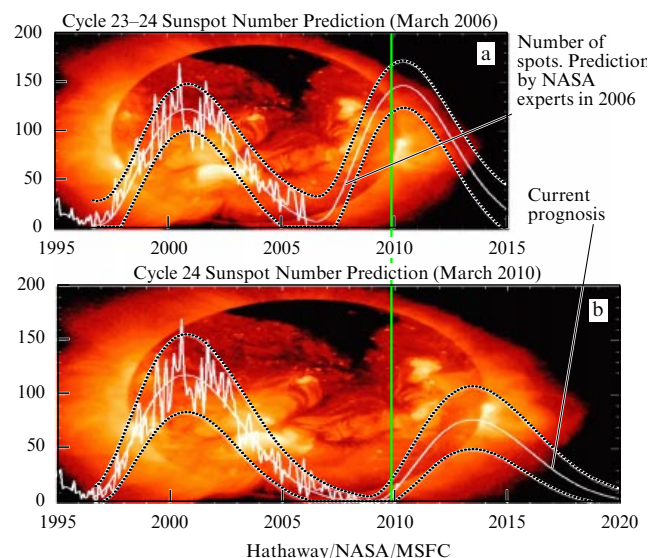 Cycle 23–24 Sunspot Number Prediction (March 2006)
200
150
100
50
0
a
Number of
spots. Prediction
by NASA
experts in 2006
1995
2000
2005
2010
2015
Current
prognosis
Cycle 24 Sunspot Number Prediction (March 2010)
200
150
100
50
0
b
1995
2000
2005
2010
2015
2020
Hathaway/NASA/MSFC